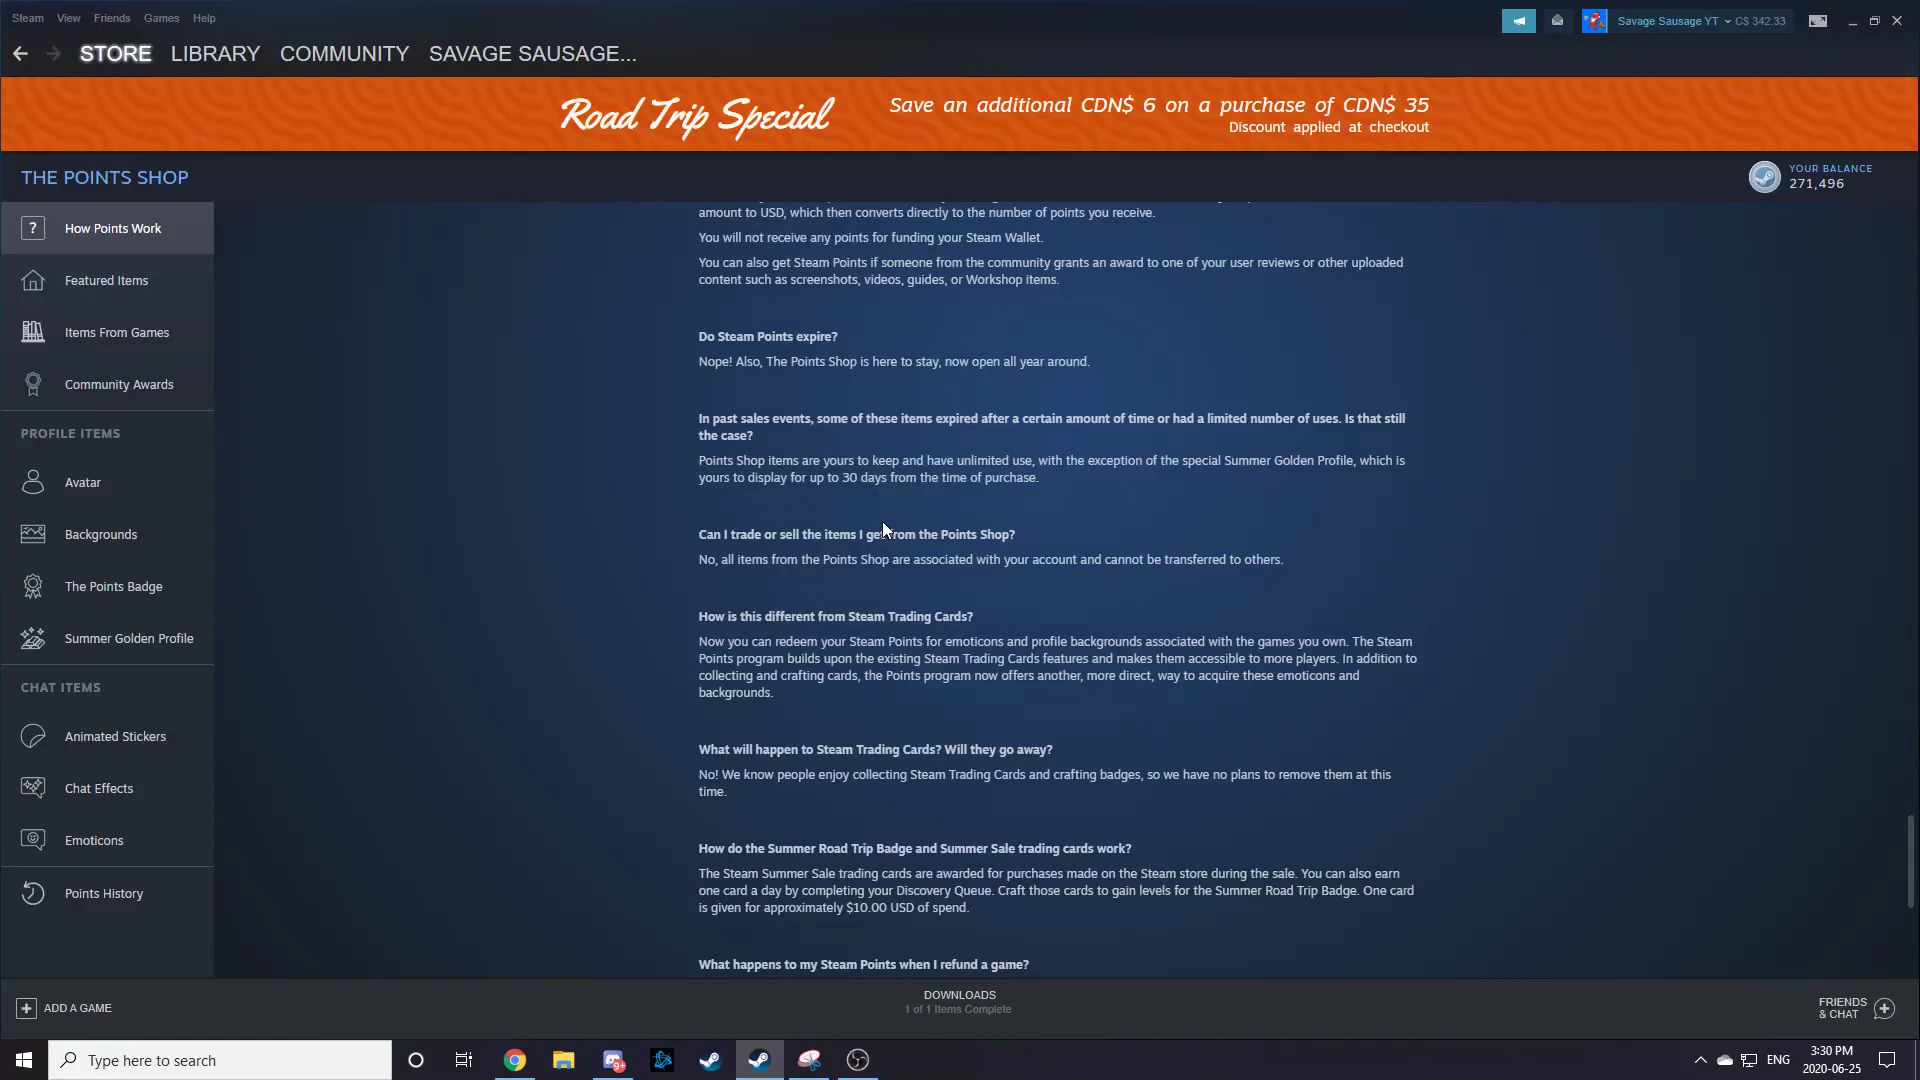 Steam View Friends Games Help
Savage Sausage YT C$ 342.33
STORE LIBRARY COMMUNITY SAVAGE SAUSAGE...
Road Trip Special
Save an additional CDN$ 6 on a purchase of CDN$ 35
Discount applied at checkout
THE POINTS SHOP
YOUR BALANCE
271,496
? How Points Work
Featured Items
Items From Games
Community Awards
PROFILE ITEMS
Avatar
Backgrounds
The Points Badge
Summer Golden Profile
CHAT ITEMS
Animated Stickers
Chat Effects
Emoticons
Points History
amount to USD, which then converts directly to the number of points you receive.
You will not receive any points for funding your Steam Wallet.
You can also get Steam Points if someone from the community grants an award to one of your user reviews or other uploaded
content such as screenshots, videos, guides, or Workshop items.
Do Steam Points expire?
Nope! Also, The Points Shop is here to stay, now open all year around.
In past sales events, some of these items expired after a certain amount of time or had a limited number of uses. Is that still
the case?
Points Shop items are yours to keep and have unlimited use, with the exception of the special Summer Golden Profile, which is
yours to display for up to 30 days from the time of purchase.
Can I trade or sell the items I get from the Points Shop?
No, all items from the Points Shop are associated with your account and cannot be transferred to others.
How is this different from Steam Trading Cards?
Now you can redeem your Steam Points for emoticons and profile backgrounds associated with the games you own. The Steam
Points program builds upon the existing Steam Trading Cards features and makes them accessible to more players. In addition to
collecting and crafting cards, the Points program now offers another, more direct, way to acquire these emoticons and
backgrounds.
What will happen to Steam Trading Cards? Will they go away?
No! We know people enjoy collecting Steam Trading Cards and crafting badges, so we have no plans to remove them at this
time.
How do the Summer Road Trip Badge and Summer Sale trading cards work?
The Steam Summer Sale trading cards are awarded for purchases made on the Steam store during the sale. You can also earn
one card a day by completing your Discovery Queue. Craft those cards to gain levels for the Summer Road Trip Badge. One card
is given for approximately $10.00 USD of spend.
What happens to my Steam Points when I refund a game?
ADD A GAME
DOWNLOADS
1 of 1 Items Complete
FRIENDS
& CHAT
Type here to search
9+
ENG
3:30 PM
2020-06-25